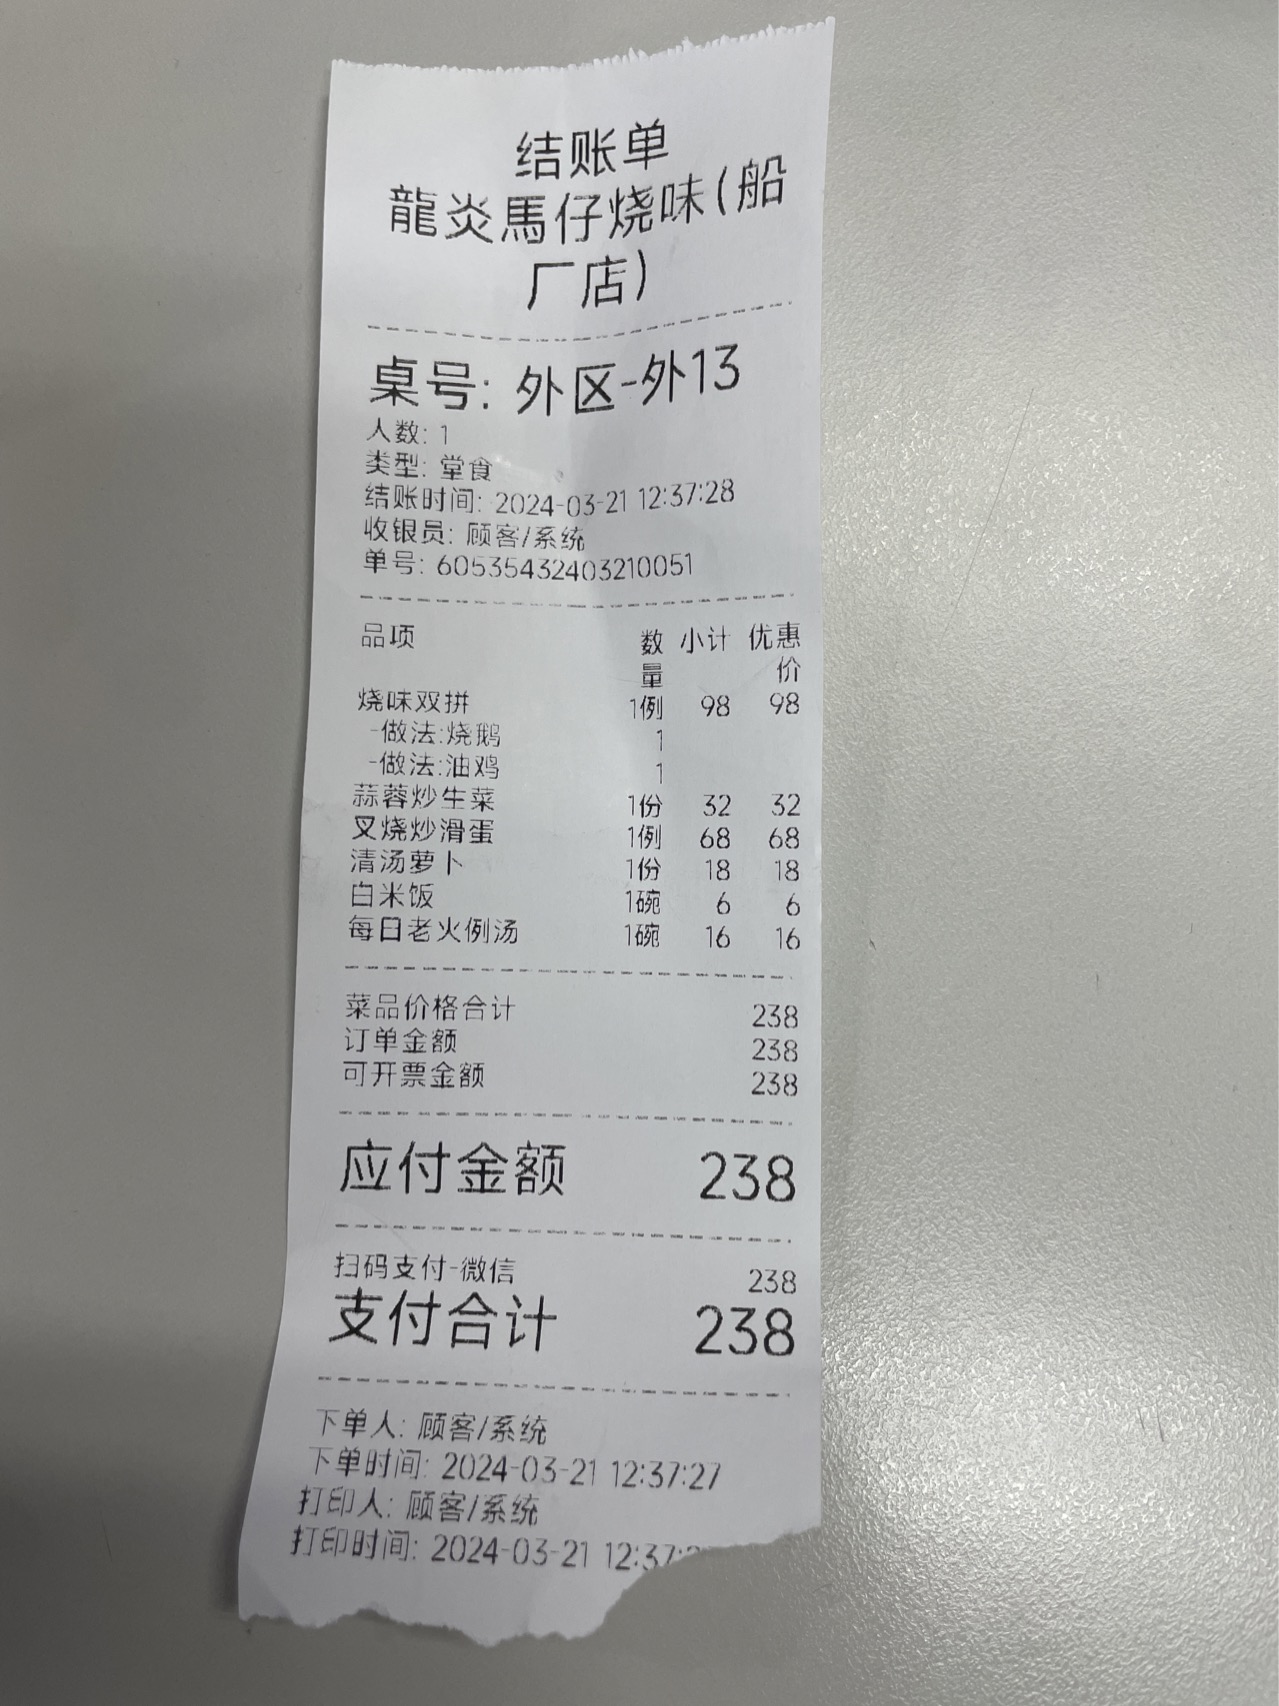 结账单
龍炎馬仔烧味(船
厂店)
桌号: 外区-外13
人数: 1
类型: 堂食
结账时间: 2024-03-21 12:37:28
收银员: 顾客/系统
单号: 60535432403210051
品项 数 小计 优惠
量 价
烧味双拼 1例 98 98
-做法:烧鹅 1
-做法:油鸡 1
蒜蓉炒生菜 1份 32 32
叉烧炒滑蛋 1例 68 68
清汤萝卜 1份 18 18
白米饭 1碗 6 6
每日老火例汤 1碗 16 16
菜品价格合计 238
订单金额 238
可开票金额 238
应付金额 238
扫码支付-微信 238
支付合计 238
下单人: 顾客/系统
下单时间: 2024-03-21 12:37:27
打印人: 顾客/系统
打印时间: 2024-03-21 12:37: